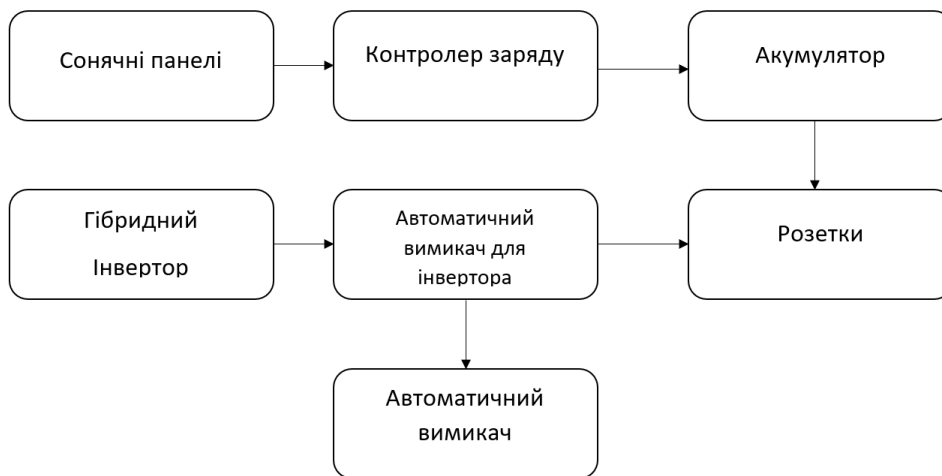 Сонячні панелі
Контролер заряду
Акумулятор
Гібридний
Інвертор
Автоматичний
вимикач для
інвертора
Розетки
Автоматичний
вимикач